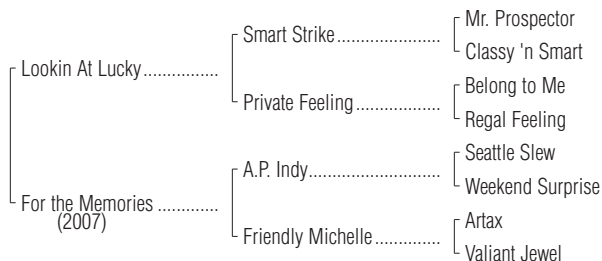 Mr. Prospector
Smart Strike.....................
Classy 'n Smart
Lookin At Lucky...............
Belong to Me
Private Feeling.................
Regal Feeling
Seattle Slew
A.P. Indy..........................
Weekend Surprise
For the Memories ............
(2007)
Artax
Friendly Michelle.............
Valiant Jewel